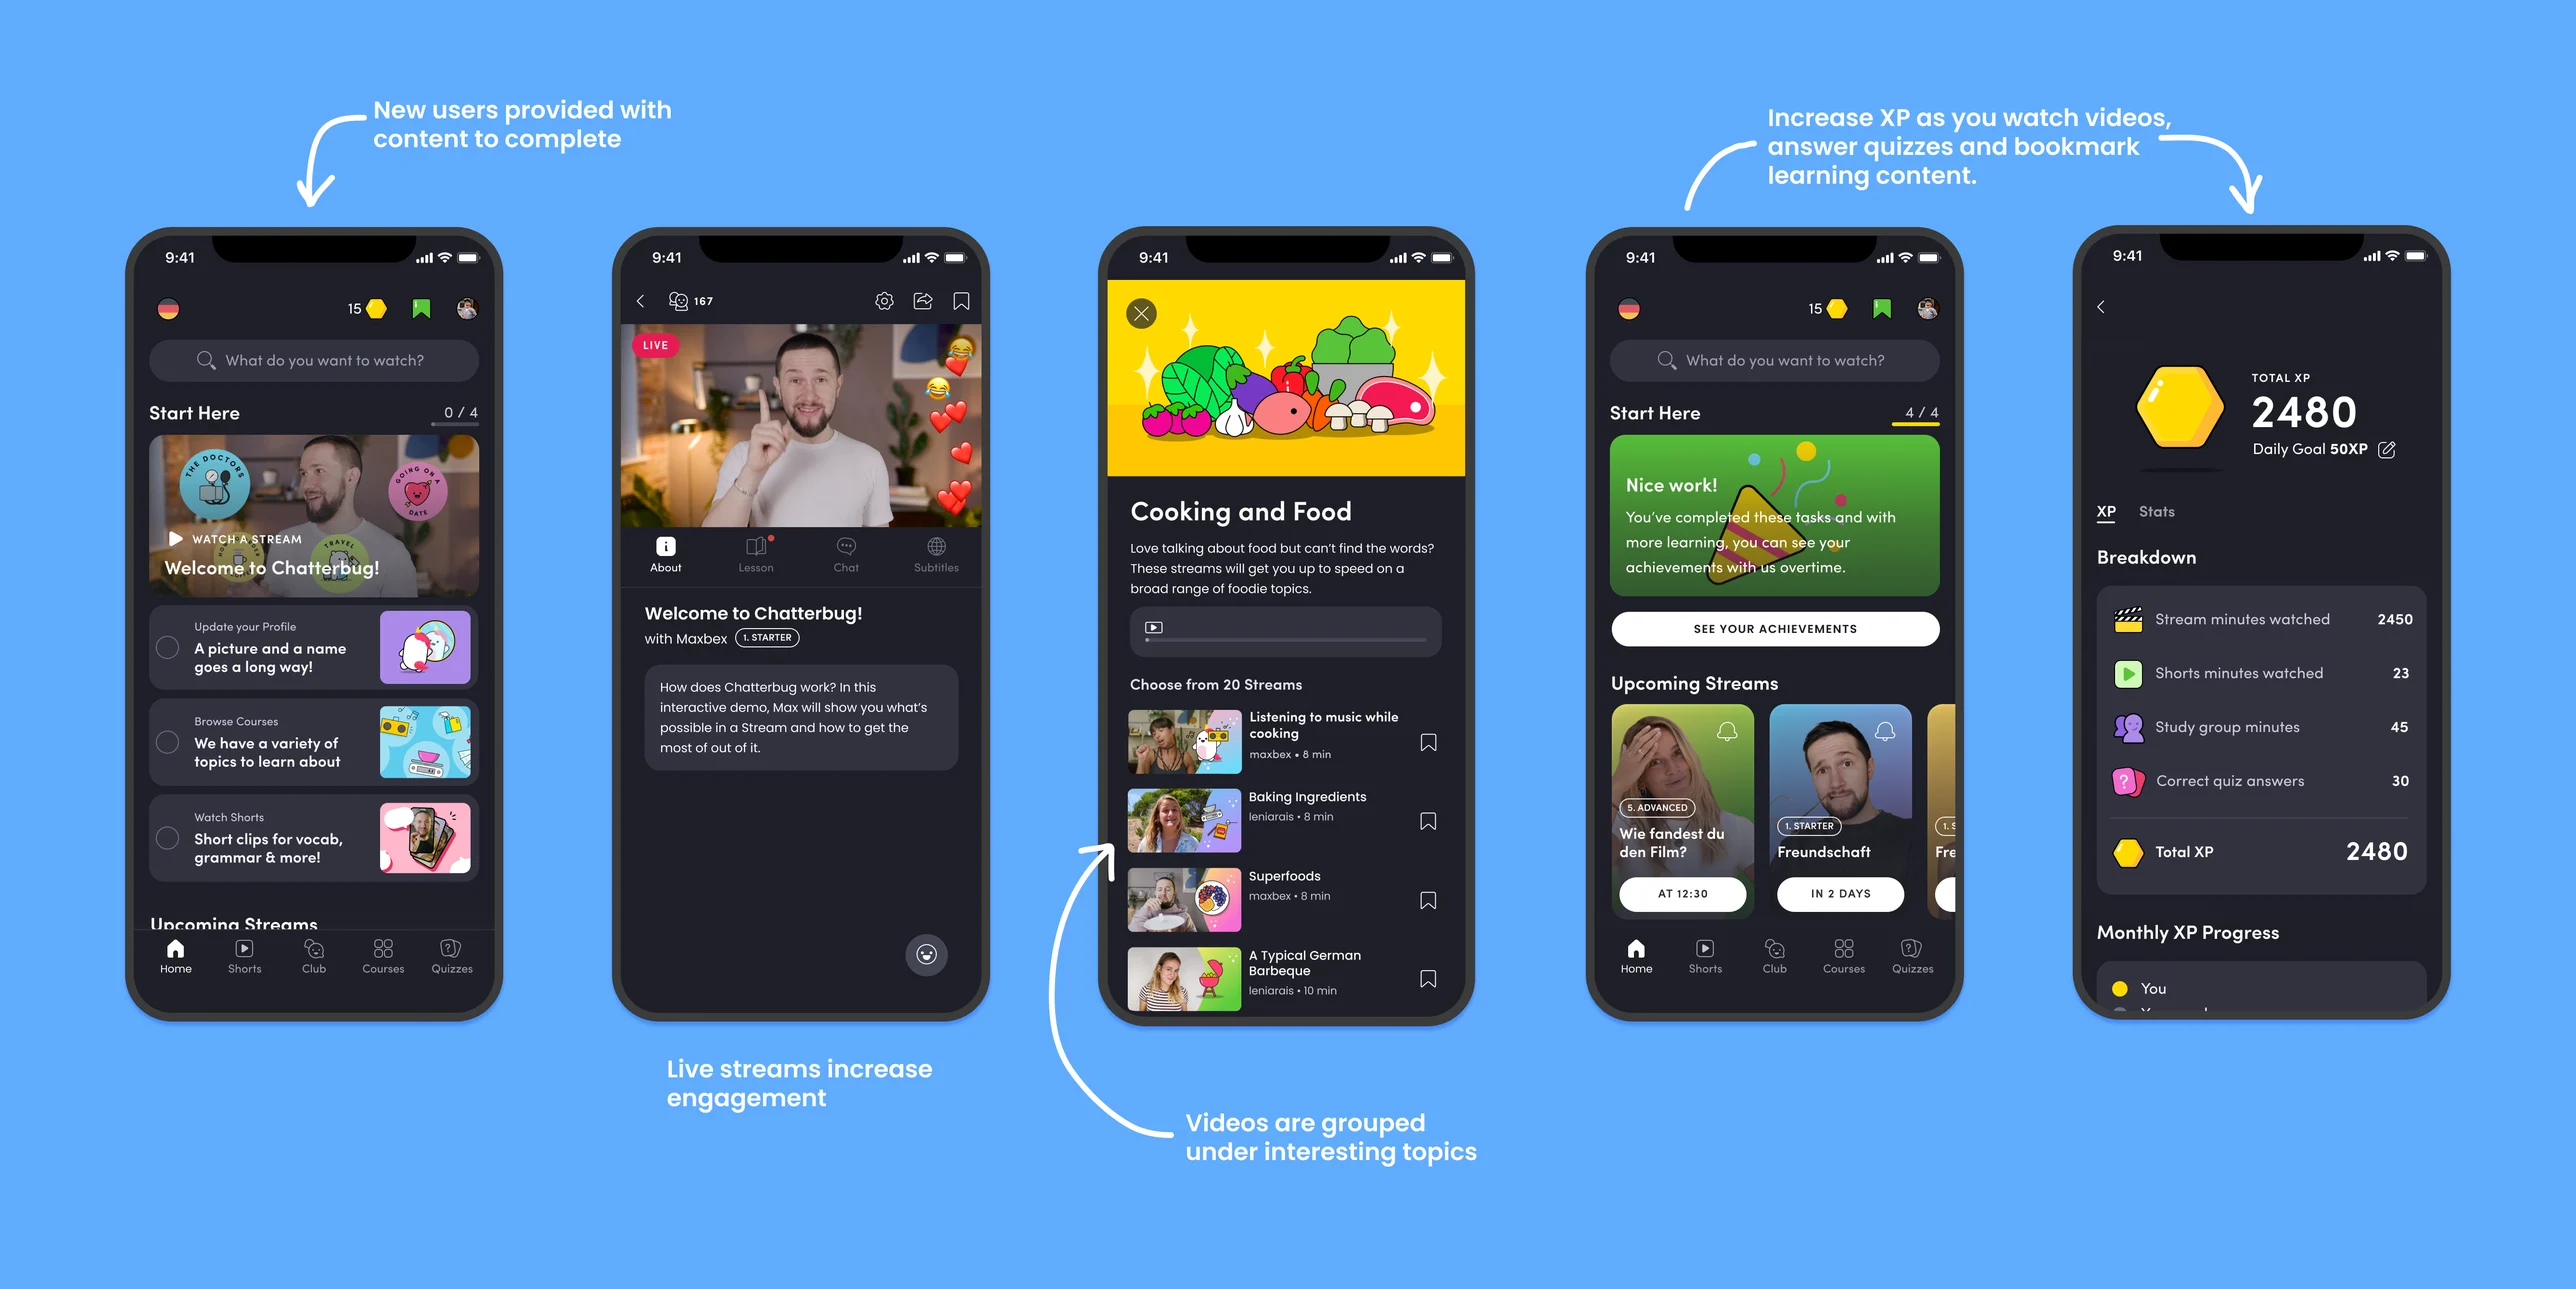 New users provided with
content to complete
Increase XP as you watch videos,
answer quizzes and bookmark
learning content.
9:41
15
What do you want to watch?
Start Here
0 / 4
THE DOCTORS
GOING ON A
DATE
TRAVEL
WATCH A STREAM
Welcome to Chatterbug!
Update your Profile
A picture and a name
goes a long way!
Browse Courses
We have a variety of
topics to learn about
Watch Shorts
Short clips for vocab,
grammar & more!
Upcoming Streams
Home
Shorts
Club
Courses
Quizzes
9:41
167
LIVE
About
Lesson
Chat
Subtitles
Welcome to Chatterbug!
with Maxbex
1. STARTER
How does Chatterbug work? In this
interactive demo, Max will show you what's
possible in a Stream and how to get the
most of out of it.
Live streams increase
engagement
9:41
Cooking and Food
Love talking about food but can't find the words?
These streams will get you up to speed on a
broad range of foodie topics.
Choose from 20 Streams
Listening to music while
cooking
maxbex • 8 min
Baking Ingredients
leniarais • 8 min
Superfoods
maxbex • 8 min
A Typical German
Barbeque
leniarais • 10 min
Videos are grouped
under interesting topics
9:41
15
What do you want to watch?
Start Here
4 / 4
Nice work!
You've completed these tasks and with
more learning, you can see your
achievements with us overtime.
SEE YOUR ACHIEVEMENTS
Upcoming Streams
5. ADVANCED
Wie fandest du
den Film?
AT 12:30
1. STARTER
Freundschaft
IN 2 DAYS
1. S
Fre
Home
Shorts
Club
Courses
Quizzes
9:41
TOTAL XP
2480
Daily Goal 50XP
XP
Stats
Breakdown
Stream minutes watched
2450
Shorts minutes watched
23
Study group minutes
45
Correct quiz answers
30
Total XP
2480
Monthly XP Progress
You